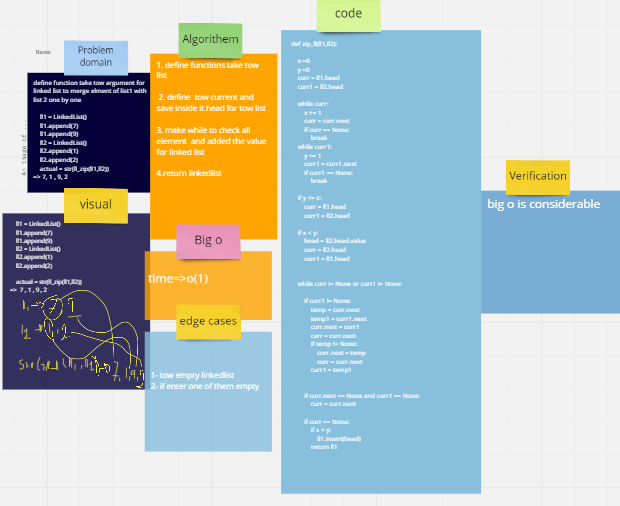 Name
Problem
domain
define function take tow argument for
linked list to merge elment of list1 with
list 2 one by one
ll1 = LinkedList()
ll1.append(7)
ll1.append(9)
ll2 = LinkedList()
ll2.append(1)
ll2.append(2)
actual = str(ll_zip(ll1,ll2))
=> 7, 1 , 9, 2
visual
ll1 = LinkedList()
ll1.append(7)
ll1.append(9)
ll2 = LinkedList()
ll2.append(1)
ll2.append(2)
actual = str(ll_zip(ll1,ll2))
=> 7, 1 , 9, 2
Algorithem
1. define functions take tow
list
2. define tow current and
save inside it head for tow list
3. make while to check all
element and added the value
for linked list
4.return linkedlist
Big o
time=>o(1)
edge cases
1- tow empty linkedlist
2- if enter one of them empty
code
def zip_ll(ll1,ll2):
x =0
y =0
curr = ll1.head
curr1 = ll2.head
while curr:
x += 1
curr = curr.next
if curr == None:
break
while curr1:
y += 1
curr1 = curr1.next
if curr1 == None:
break
if y <= x:
curr = ll1.head
curr1 = ll2.head
if x < y:
head = ll2.head.value
curr = ll2.head
curr1 = ll1.head
while curr != None or curr1 != None:
if curr1 != None:
temp = curr.next
temp1 = curr1.next
curr.next = curr1
curr = curr.next
if temp != None:
curr.next = temp
curr = curr.next
curr1 = temp1
if curr.next == None and curr1 == None:
curr = curr.next
if curr == None:
if x < y:
ll1.insert(head)
return ll1
Verification
big o is considerable